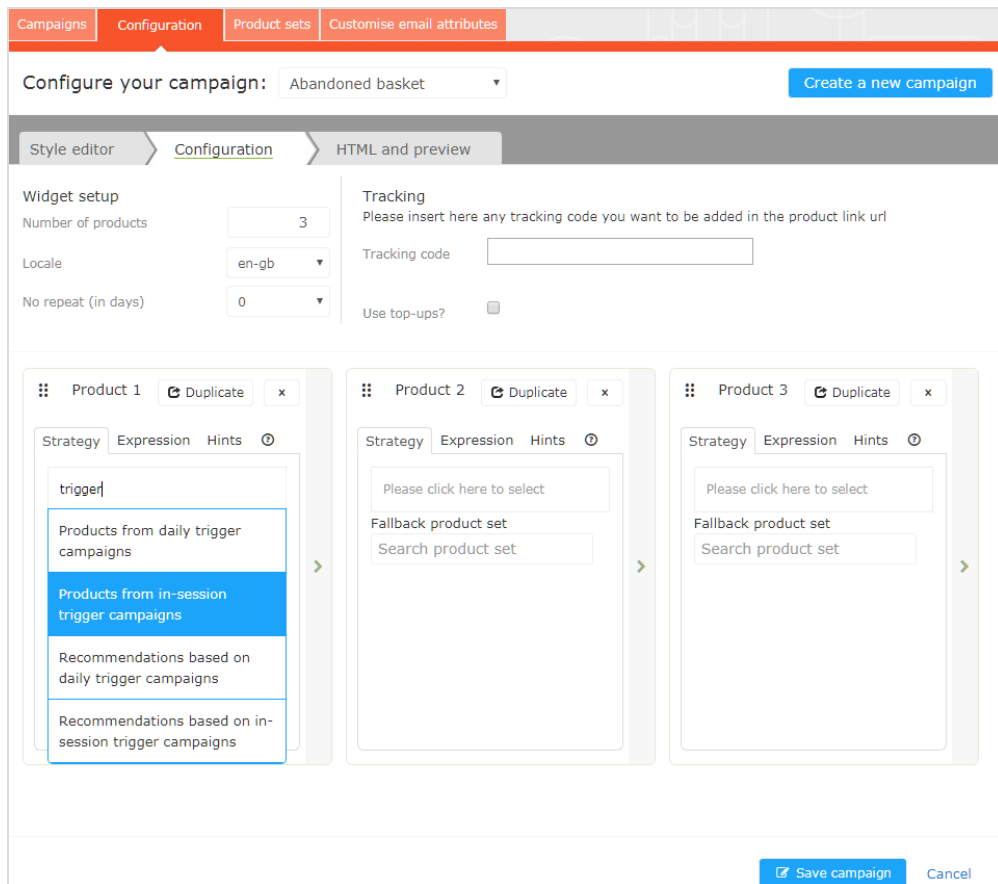 Campaigns Configuration Product sets Customise email attributes
Configure your campaign: Abandoned basket Create a new campaign
Style editor Configuration HTML and preview
Widget setup
Number of products 3
Locale en-gb
No repeat (in days) 0
Tracking
Please insert here any tracking code you want to be added in the product link url
Tracking code
Use top-ups?
Product 1 Duplicate x
Strategy Expression Hints ?
trigger
Products from daily trigger
campaigns
Products from in-session
trigger campaigns
Recommendations based on
daily trigger campaigns
Recommendations based on in-
session trigger campaigns
Product 2 Duplicate x
Strategy Expression Hints ?
Please click here to select
Fallback product set
Search product set
Product 3 Duplicate x
Strategy Expression Hints ?
Please click here to select
Fallback product set
Search product set
Save campaign Cancel